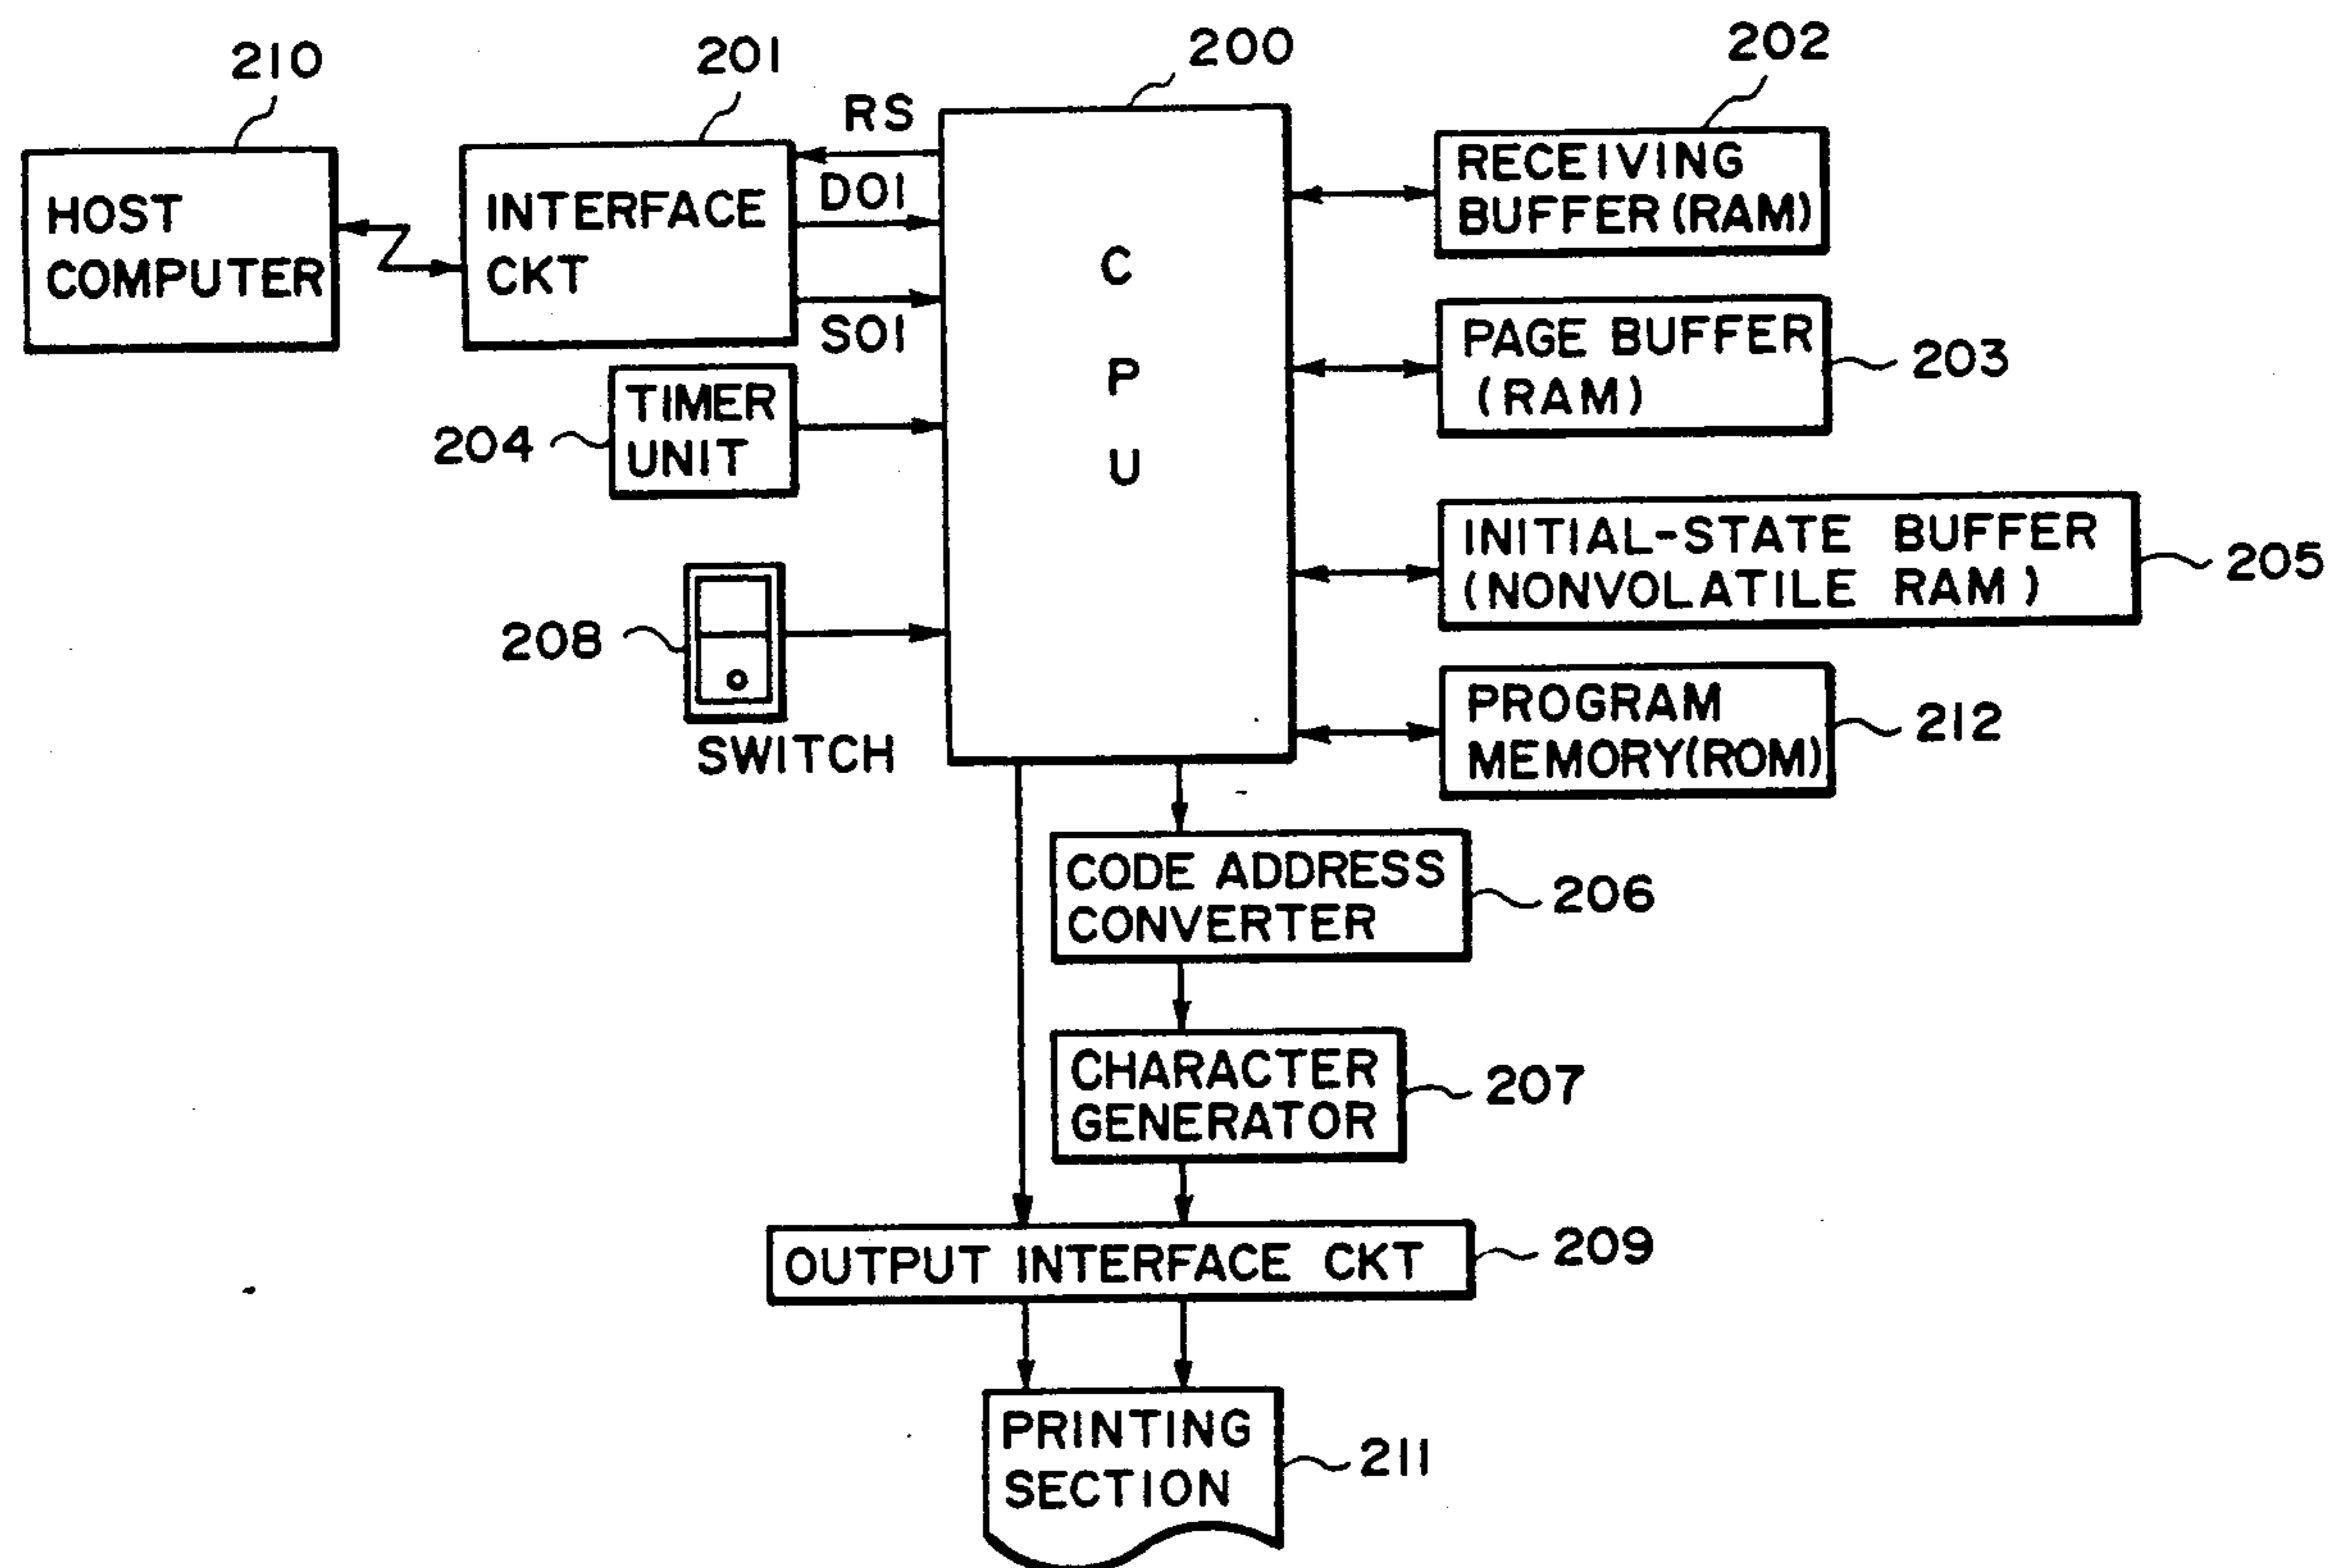 210
201
200
202
RS
HOST
COMPUTER
INTERFACE
CKT
D01
S01
C
P
U
RECEIVING
BUFFER (RAM)
PAGE BUFFER
(RAM)
203
TIMER
UNIT
204
INITIAL-STATE BUFFER
(NONVOLATILE RAM)
205
208
SWITCH
PROGRAM
MEMORY(ROM)
212
CODE ADDRESS
CONVERTER
206
CHARACTER
GENERATOR
207
OUTPUT INTERFACE CKT
209
PRINTING
SECTION
211